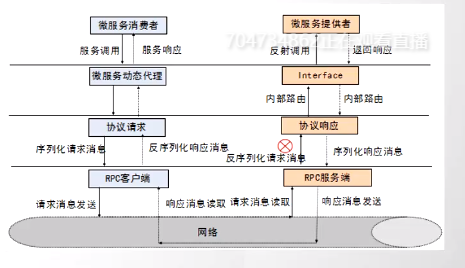 微服务消费者
微服务提供者
服务调用
服务响应
反射调用
返回响应
微服务动态代理
Interface
内部路由
内部路由
协议请求
协议响应
序列化请求消息
反序列化响应消息
反序列化请求消息
序列化响应消息
RPC客户端
RPC服务端
请求消息发送
响应消息读取
请求消息读取
响应消息发送
网络